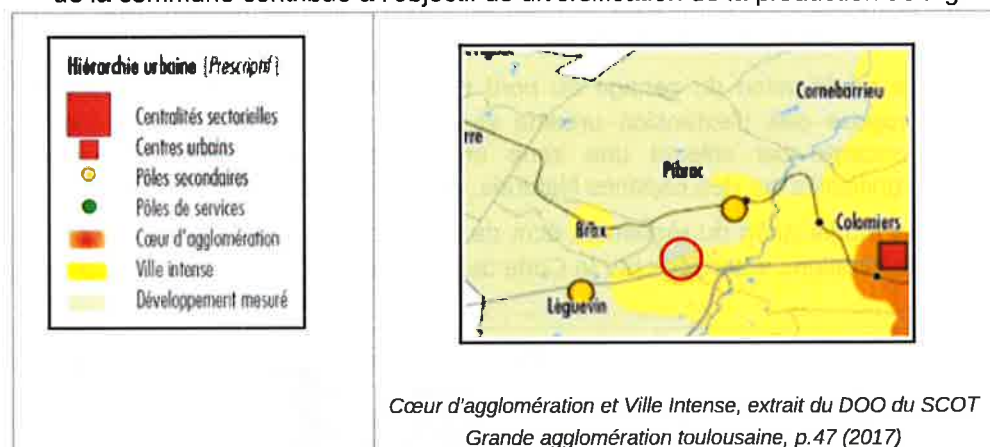 Hiérarchie urbaine (Prescriptif)
Centralités sectorielles
Centres urbains
Pôles secondaires
Pôles de services
Cœur d'agglomération
Ville intense
Développement mesuré
Cornebarrieu
Pibrac
Brax
Colomiers
Léguevin
Cœur d'agglomération et Ville Intense, extrait du DOO du SCOT
Grande agglomération toulousaine, p.47 (2017)